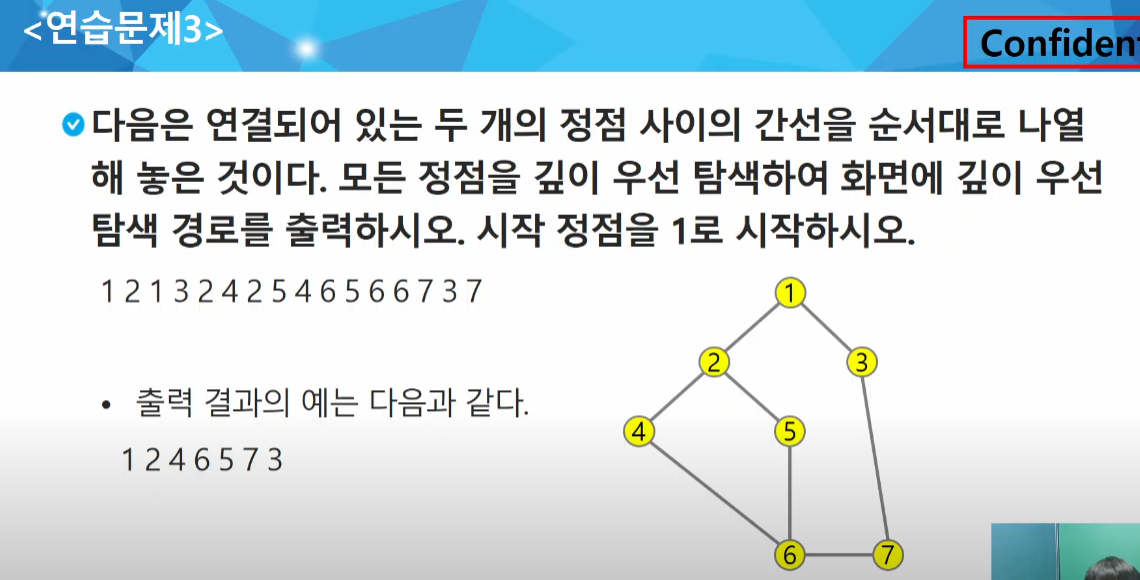 <연습문제3>
Confiden
다음은 연결되어 있는 두 개의 정점 사이의 간선을 순서대로 나열
해 놓은 것이다. 모든 정점을 깊이 우선 탐색하여 화면에 깊이 우선
탐색 경로를 출력하시오. 시작 정점을 1로 시작하시오.
1 2 1 3 2 4 2 5 4 6 5 6 6 7 3 7
• 출력 결과의 예는 다음과 같다.
1 2 4 6 5 7 3
1
2 3
4 5
6 7